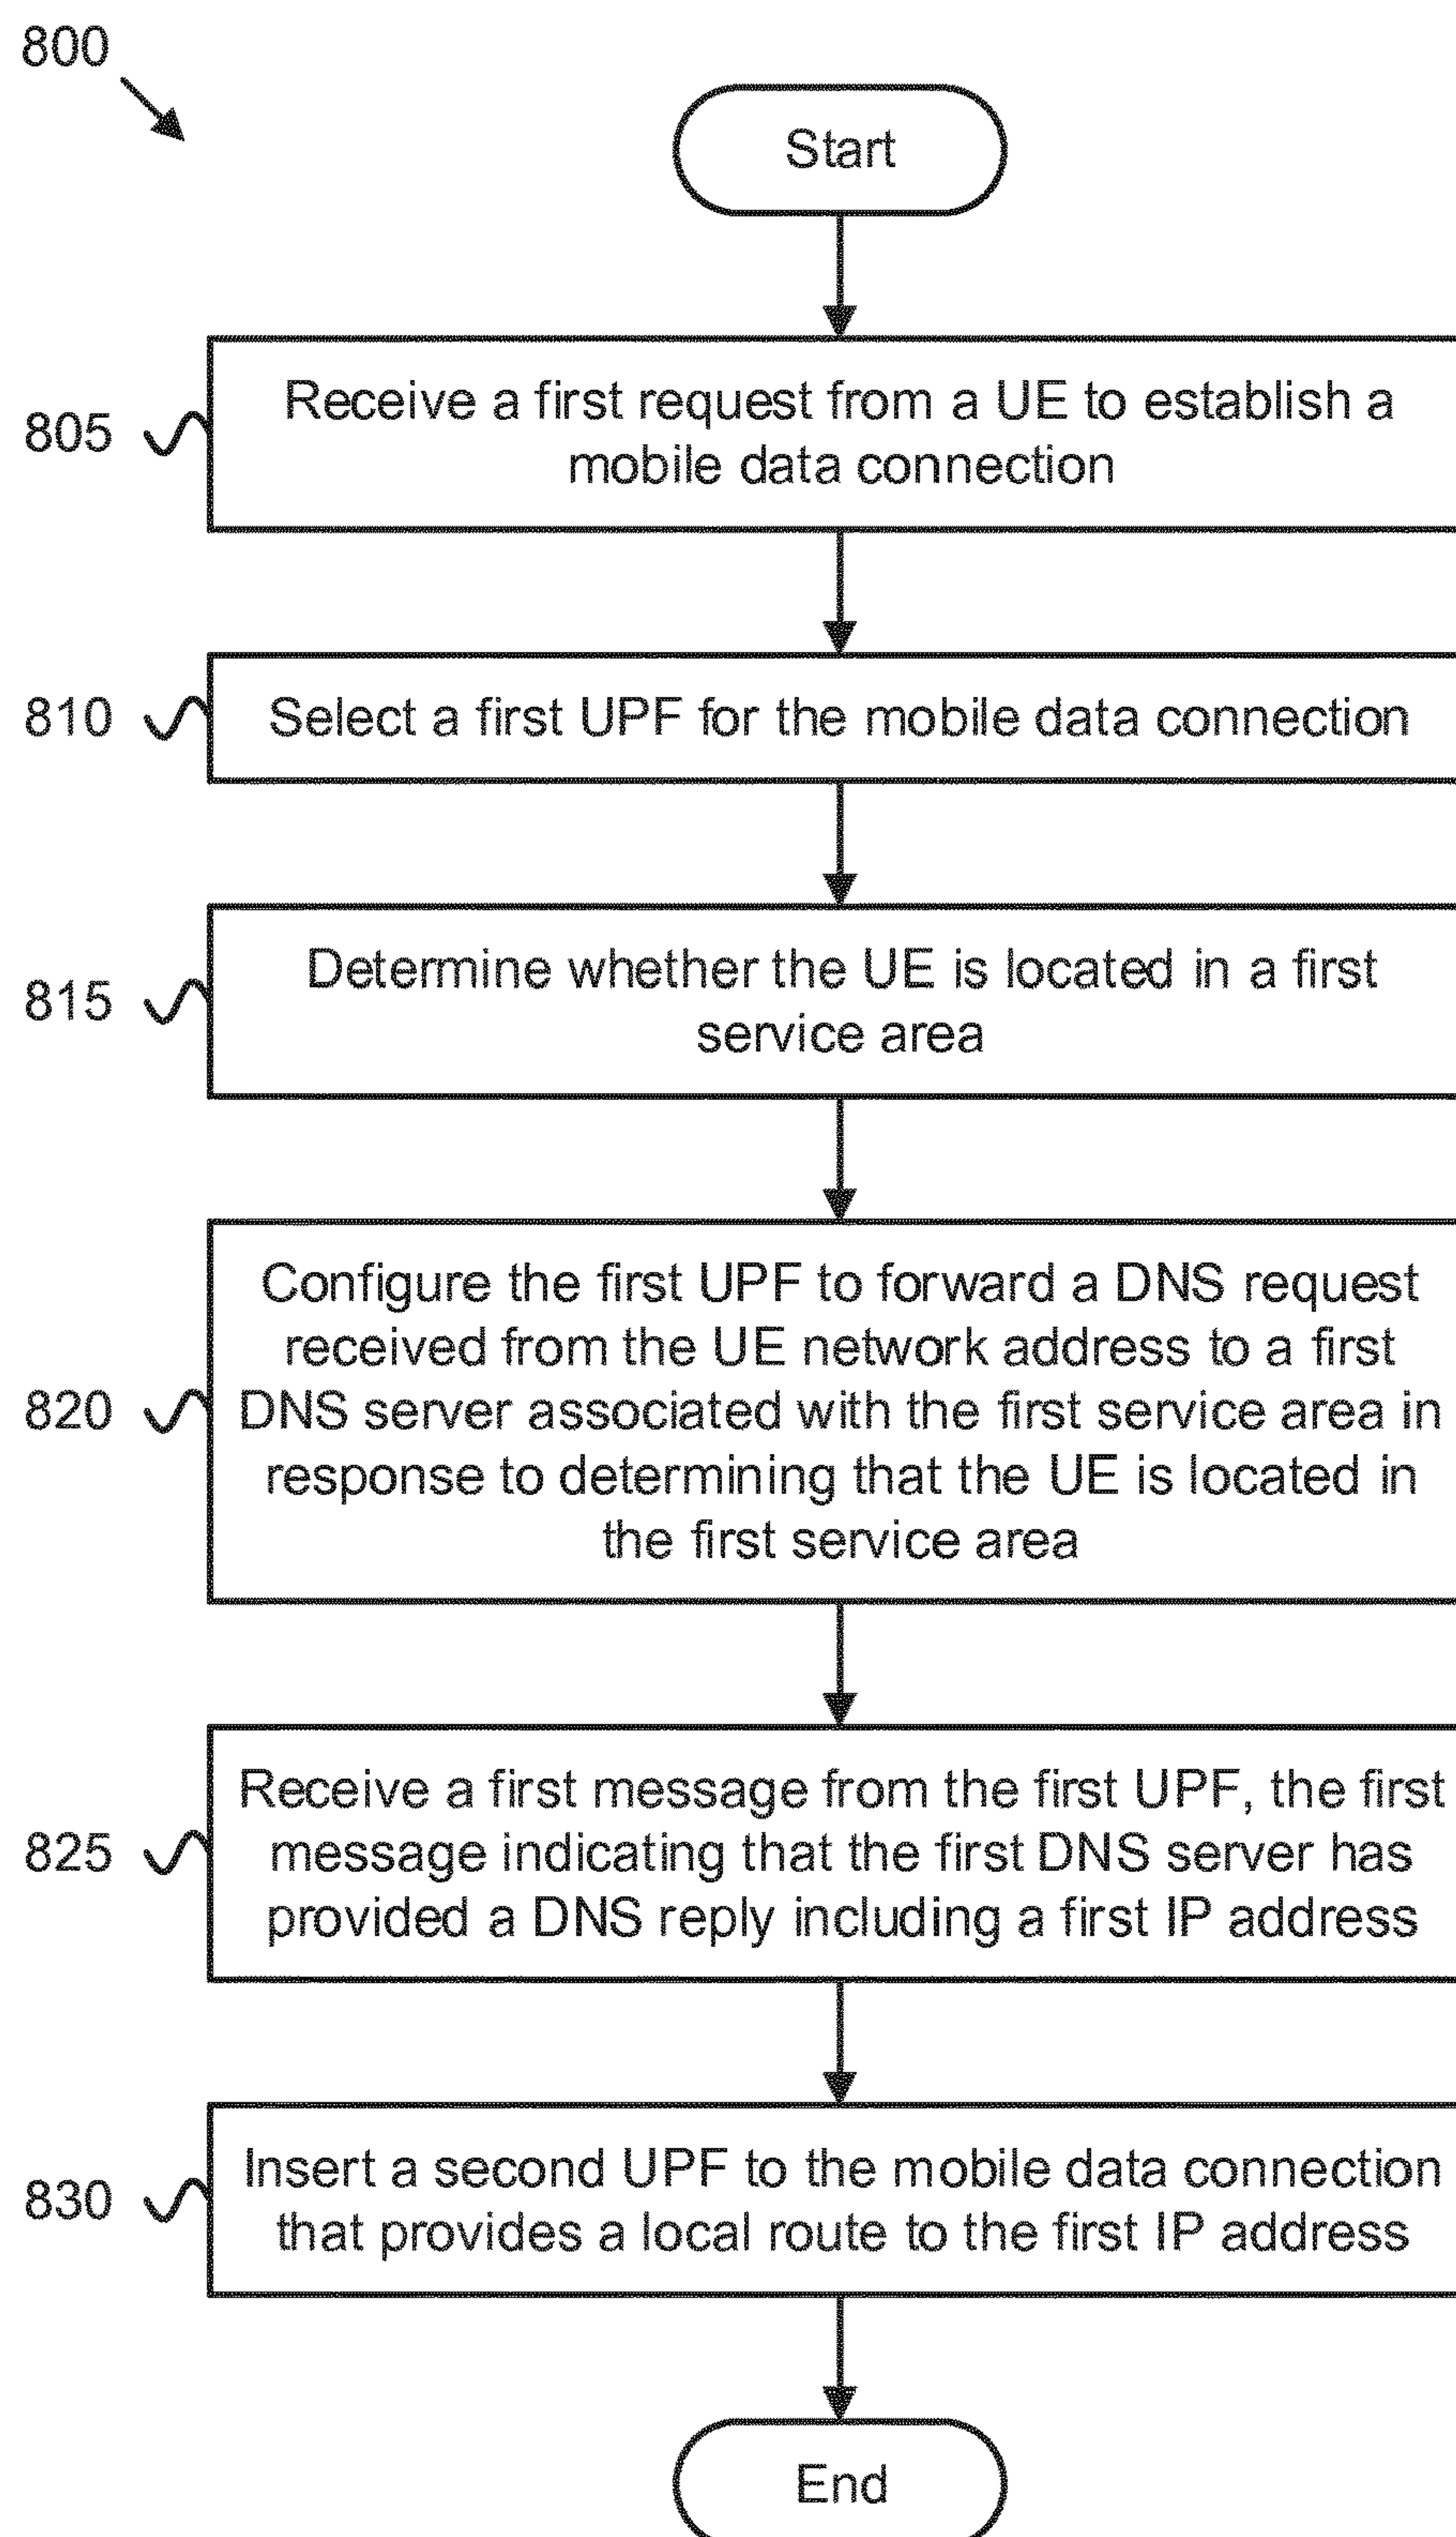 800
Start
805
Receive a first request from a UE to establish a
mobile data connection
810
Select a first UPF for the mobile data connection
815
Determine whether the UE is located in a first
service area
820
Configure the first UPF to forward a DNS request
received from the UE network address to a first
DNS server associated with the first service area in
response to determining that the UE is located in
the first service area
825
Receive a first message from the first UPF, the first
message indicating that the first DNS server has
provided a DNS reply including a first IP address
830
Insert a second UPF to the mobile data connection
that provides a local route to the first IP address
End